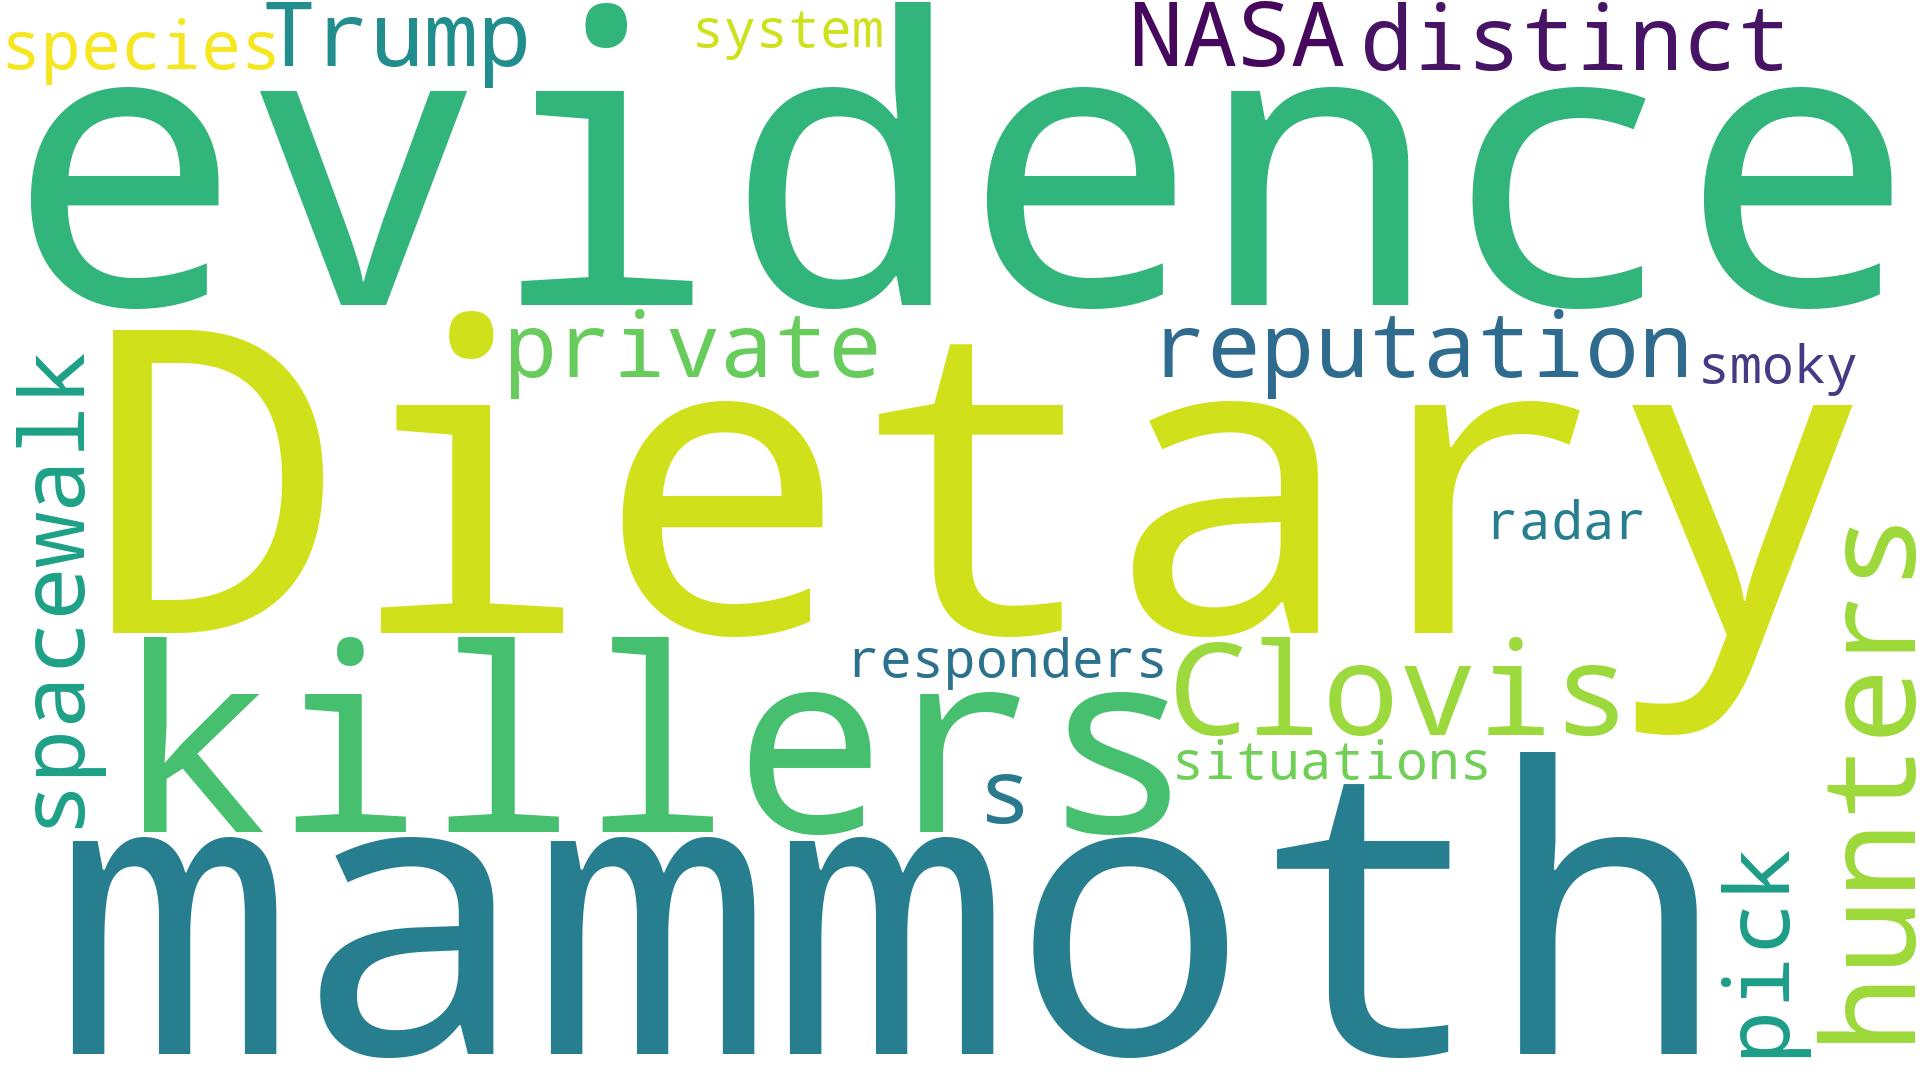 species
Trump
system
NASA
distinct
evidence
private
reputation
smoky
spacewalk
Dietary
radar
hunters
responders
Clovis
killers
situations
s
mammoth
pick